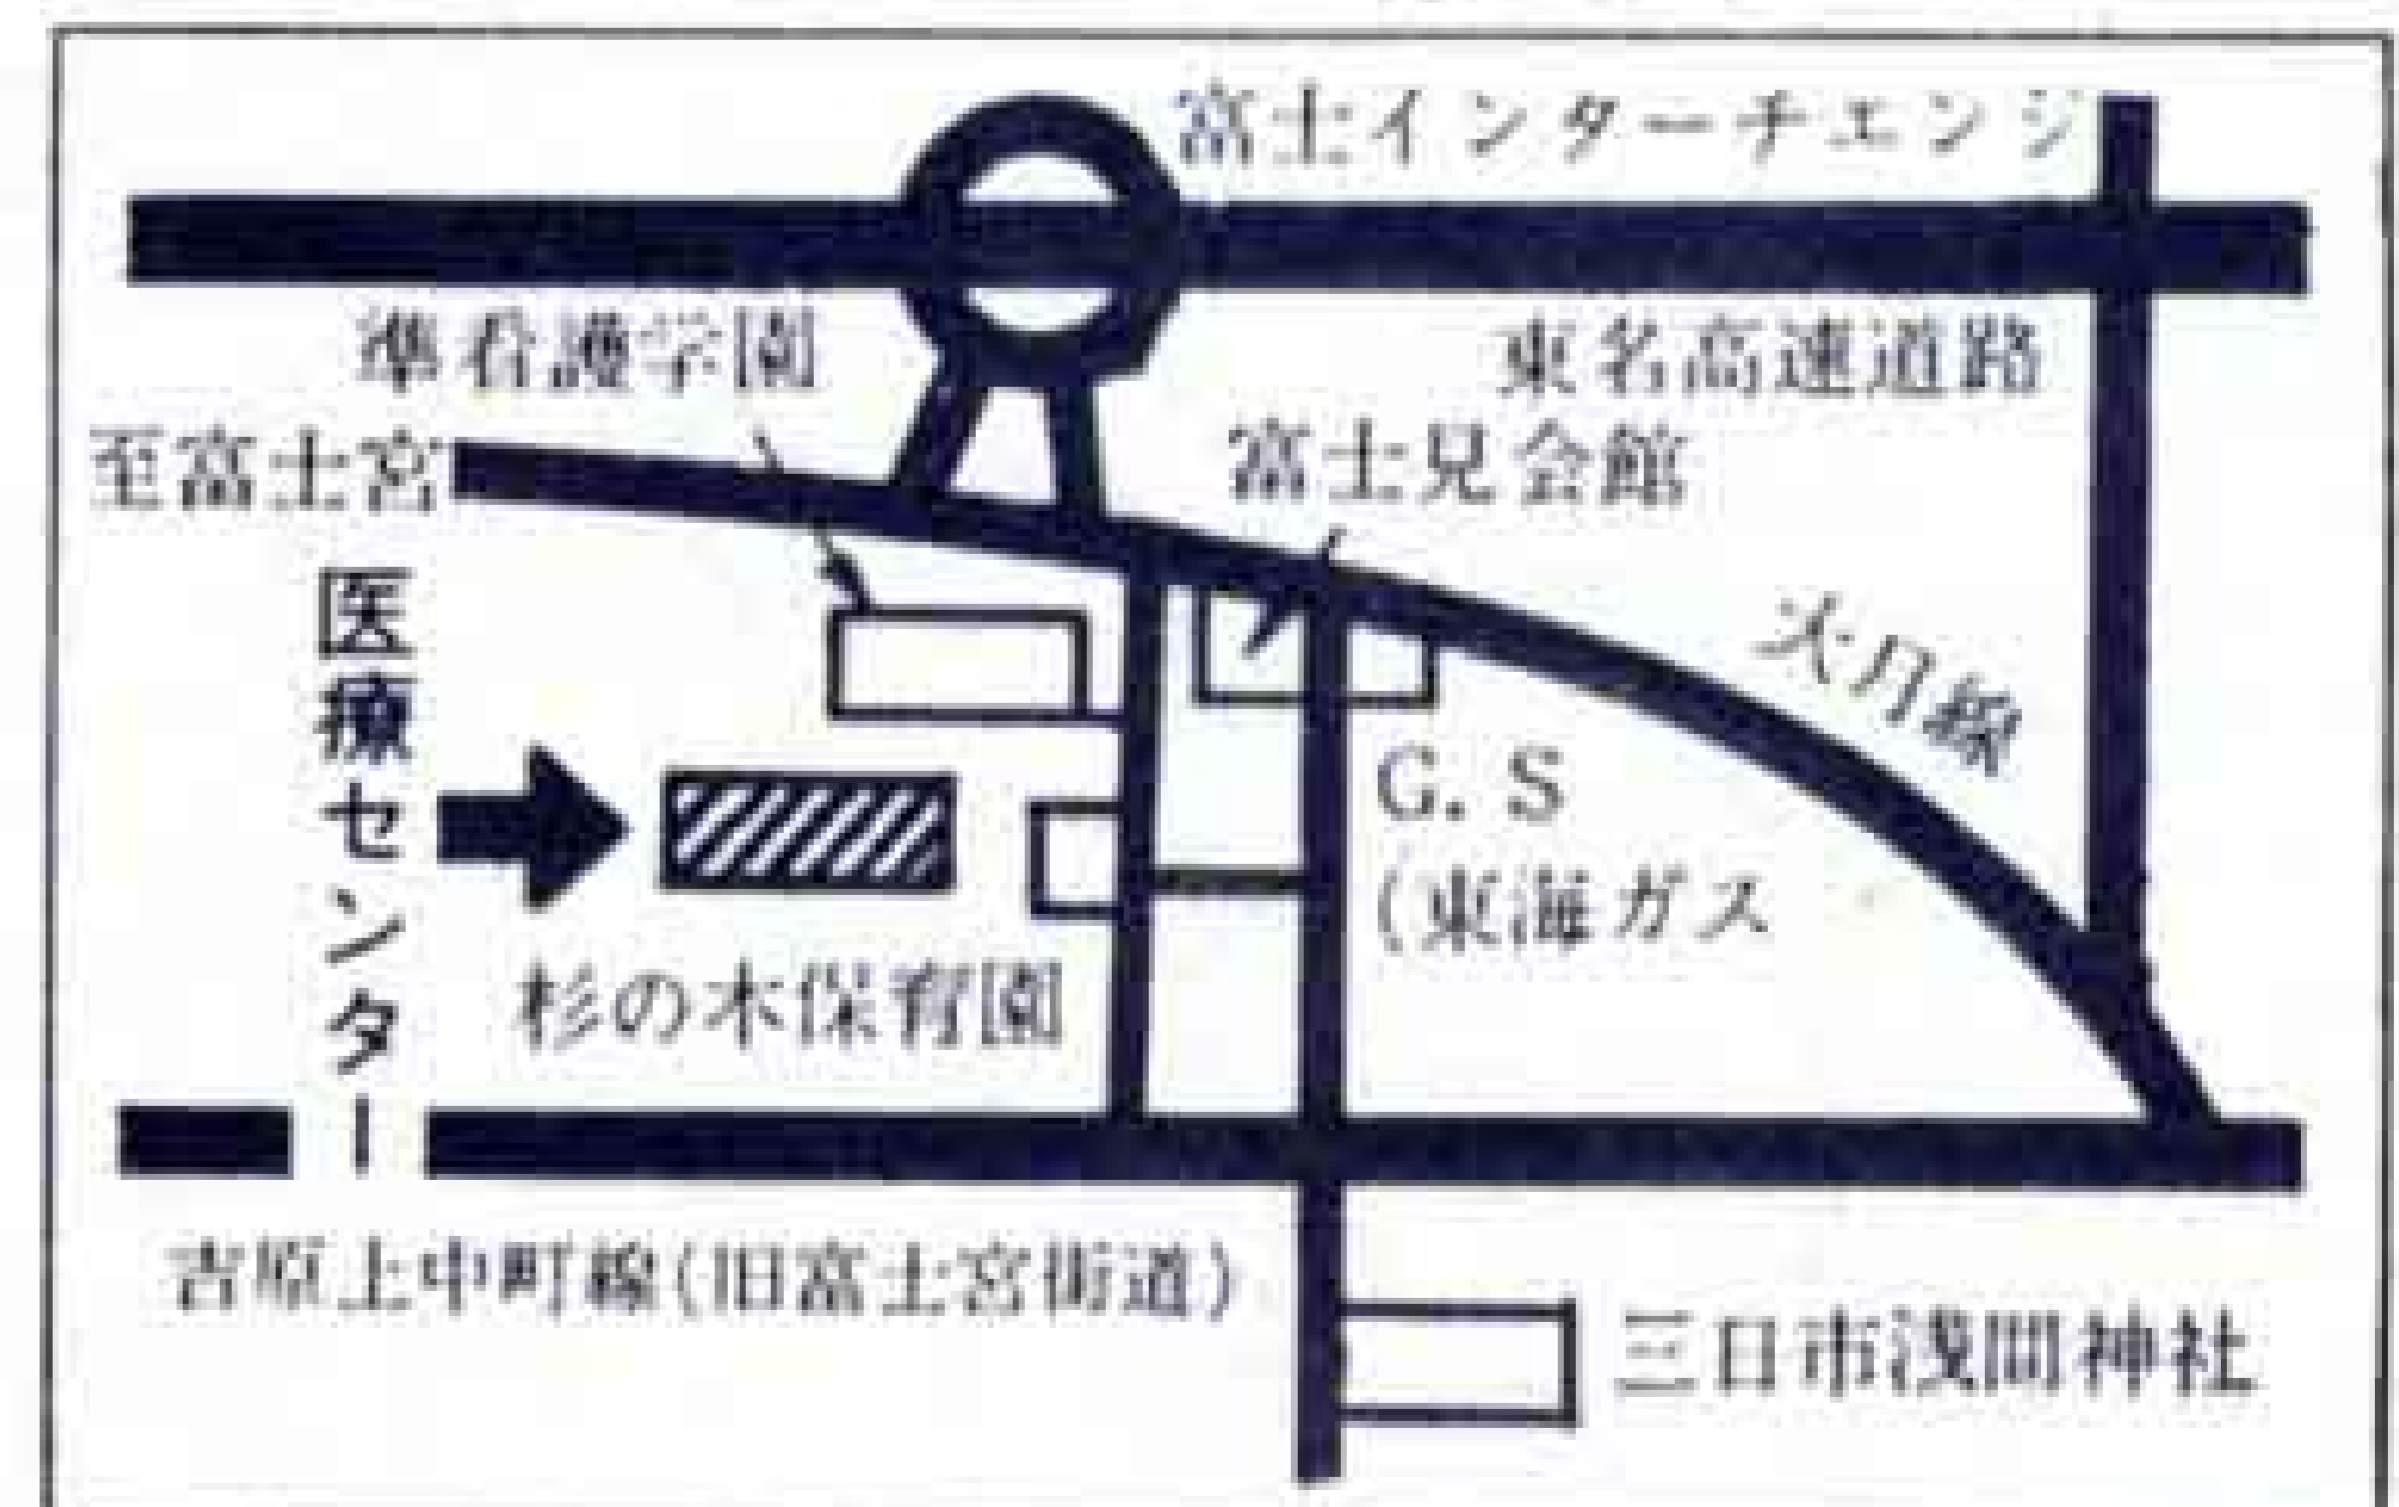 富士インターチェンジ
準看護学園
東名高速道路
至富士宮
富士見会館
大月線
医療センター
G.S
(東海ガス
杉の木保育園
吉原上中町線(旧富士宮街道)
三日市浅間神社